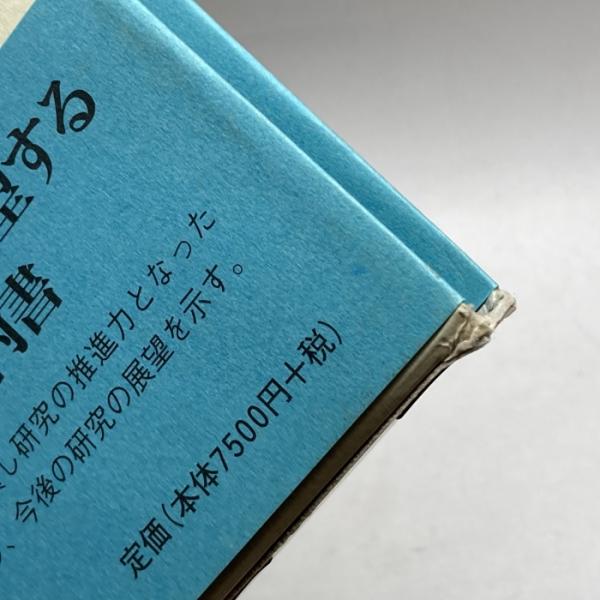 望する
書
し研究の推進力となった
、今後の研究の展望を示す。
定価(本体7500円+税)